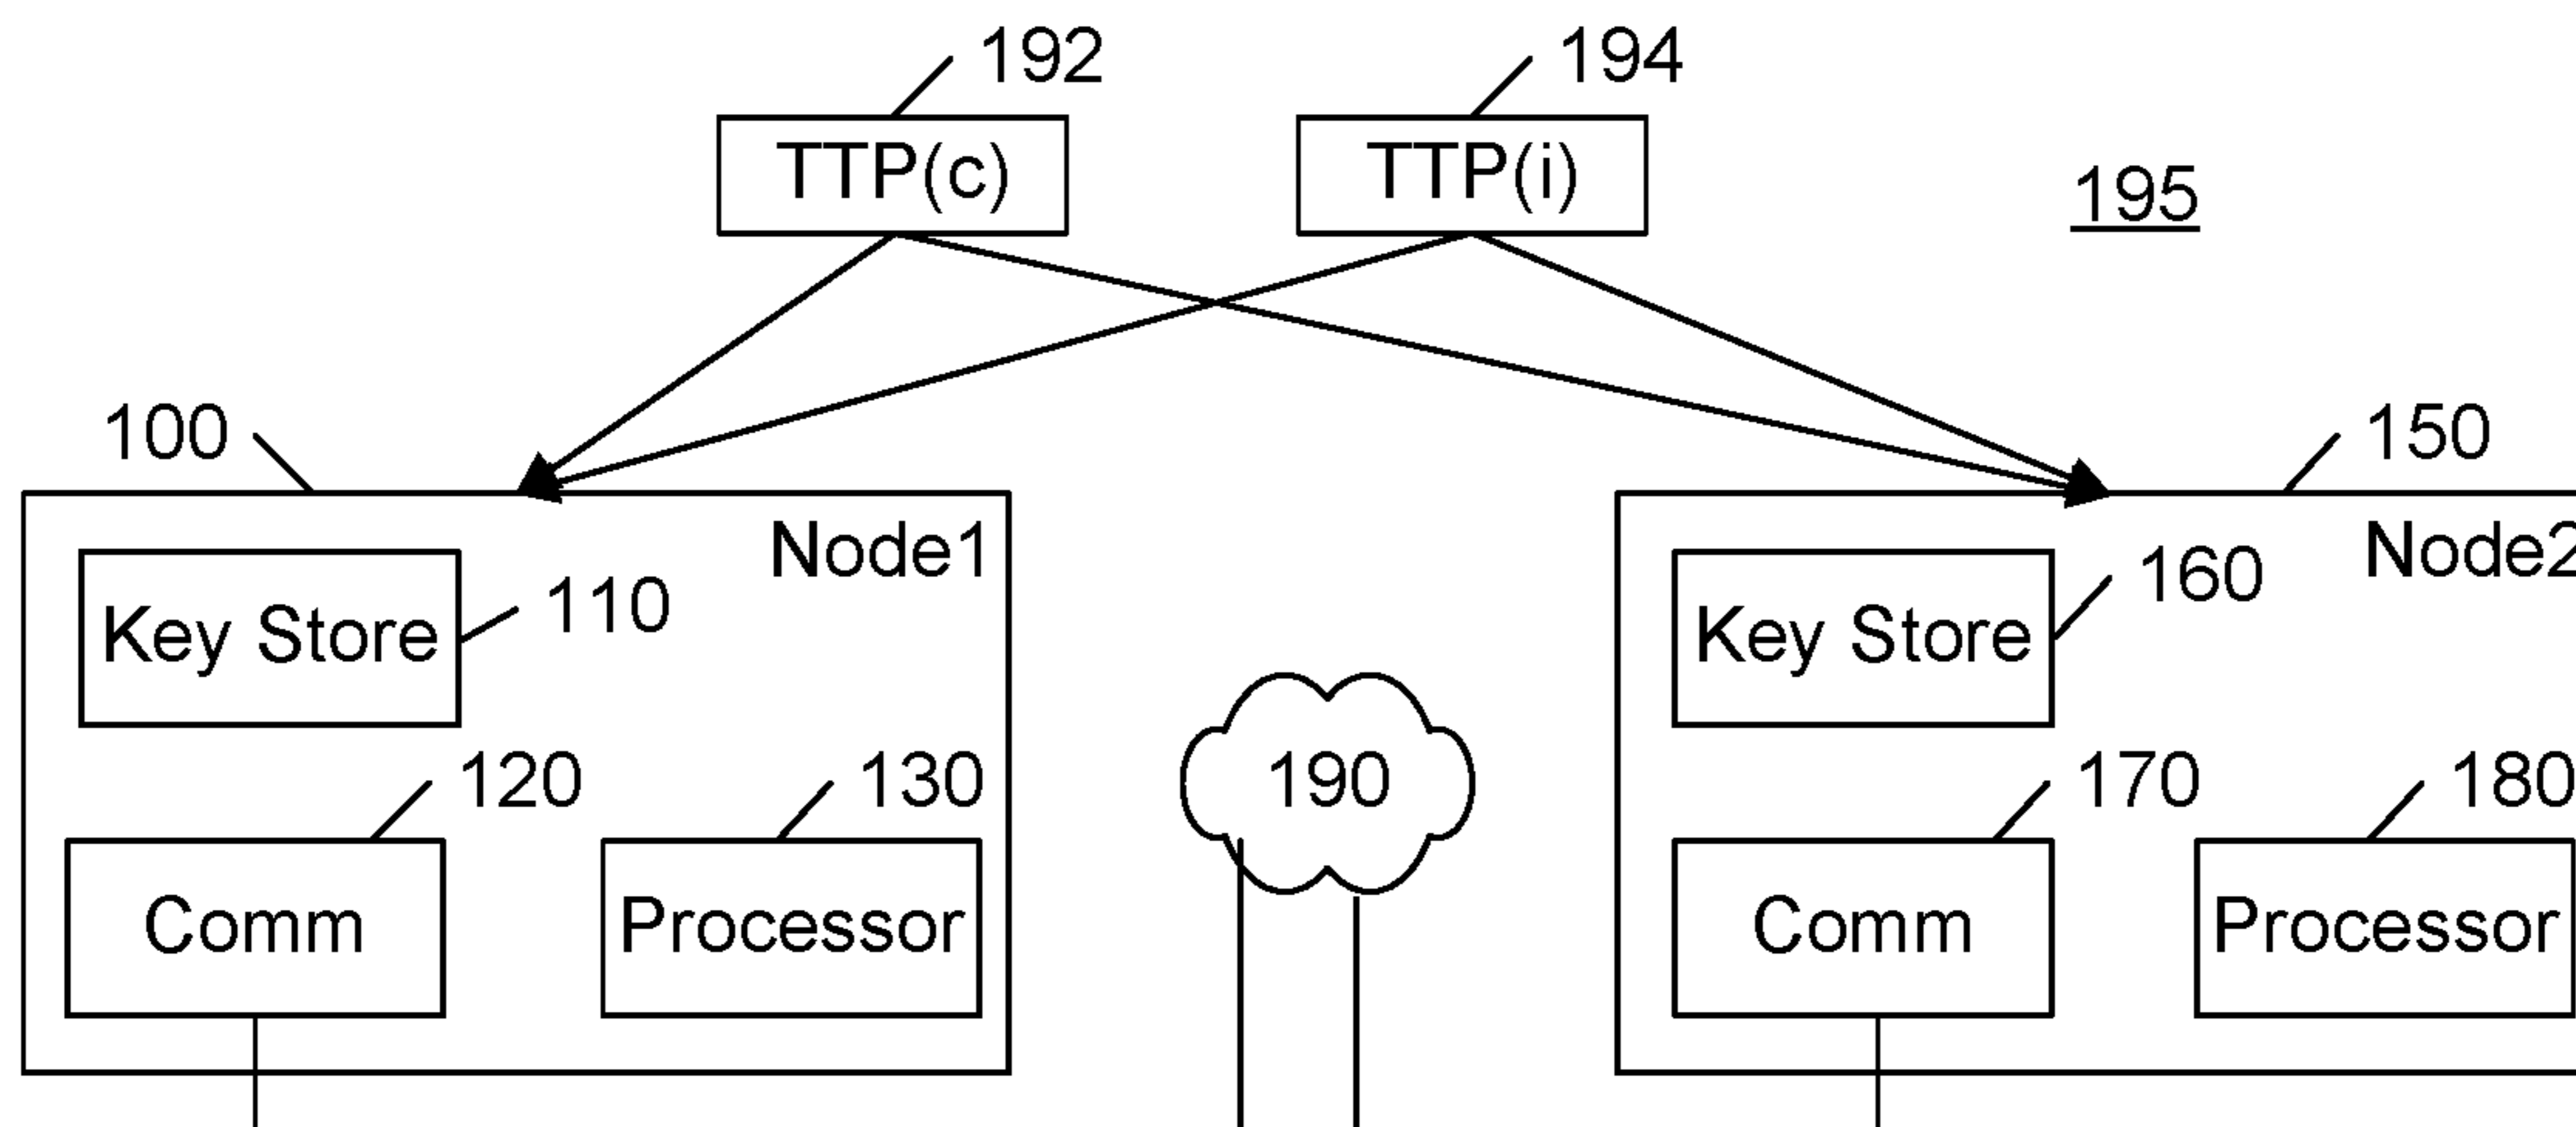 192
194
TTP(c)
TTP(i)
195
100
150
Node1
Node2
Key Store
110
Key Store
160
120
130
190
170
180
Comm
Processor
Comm
Processor